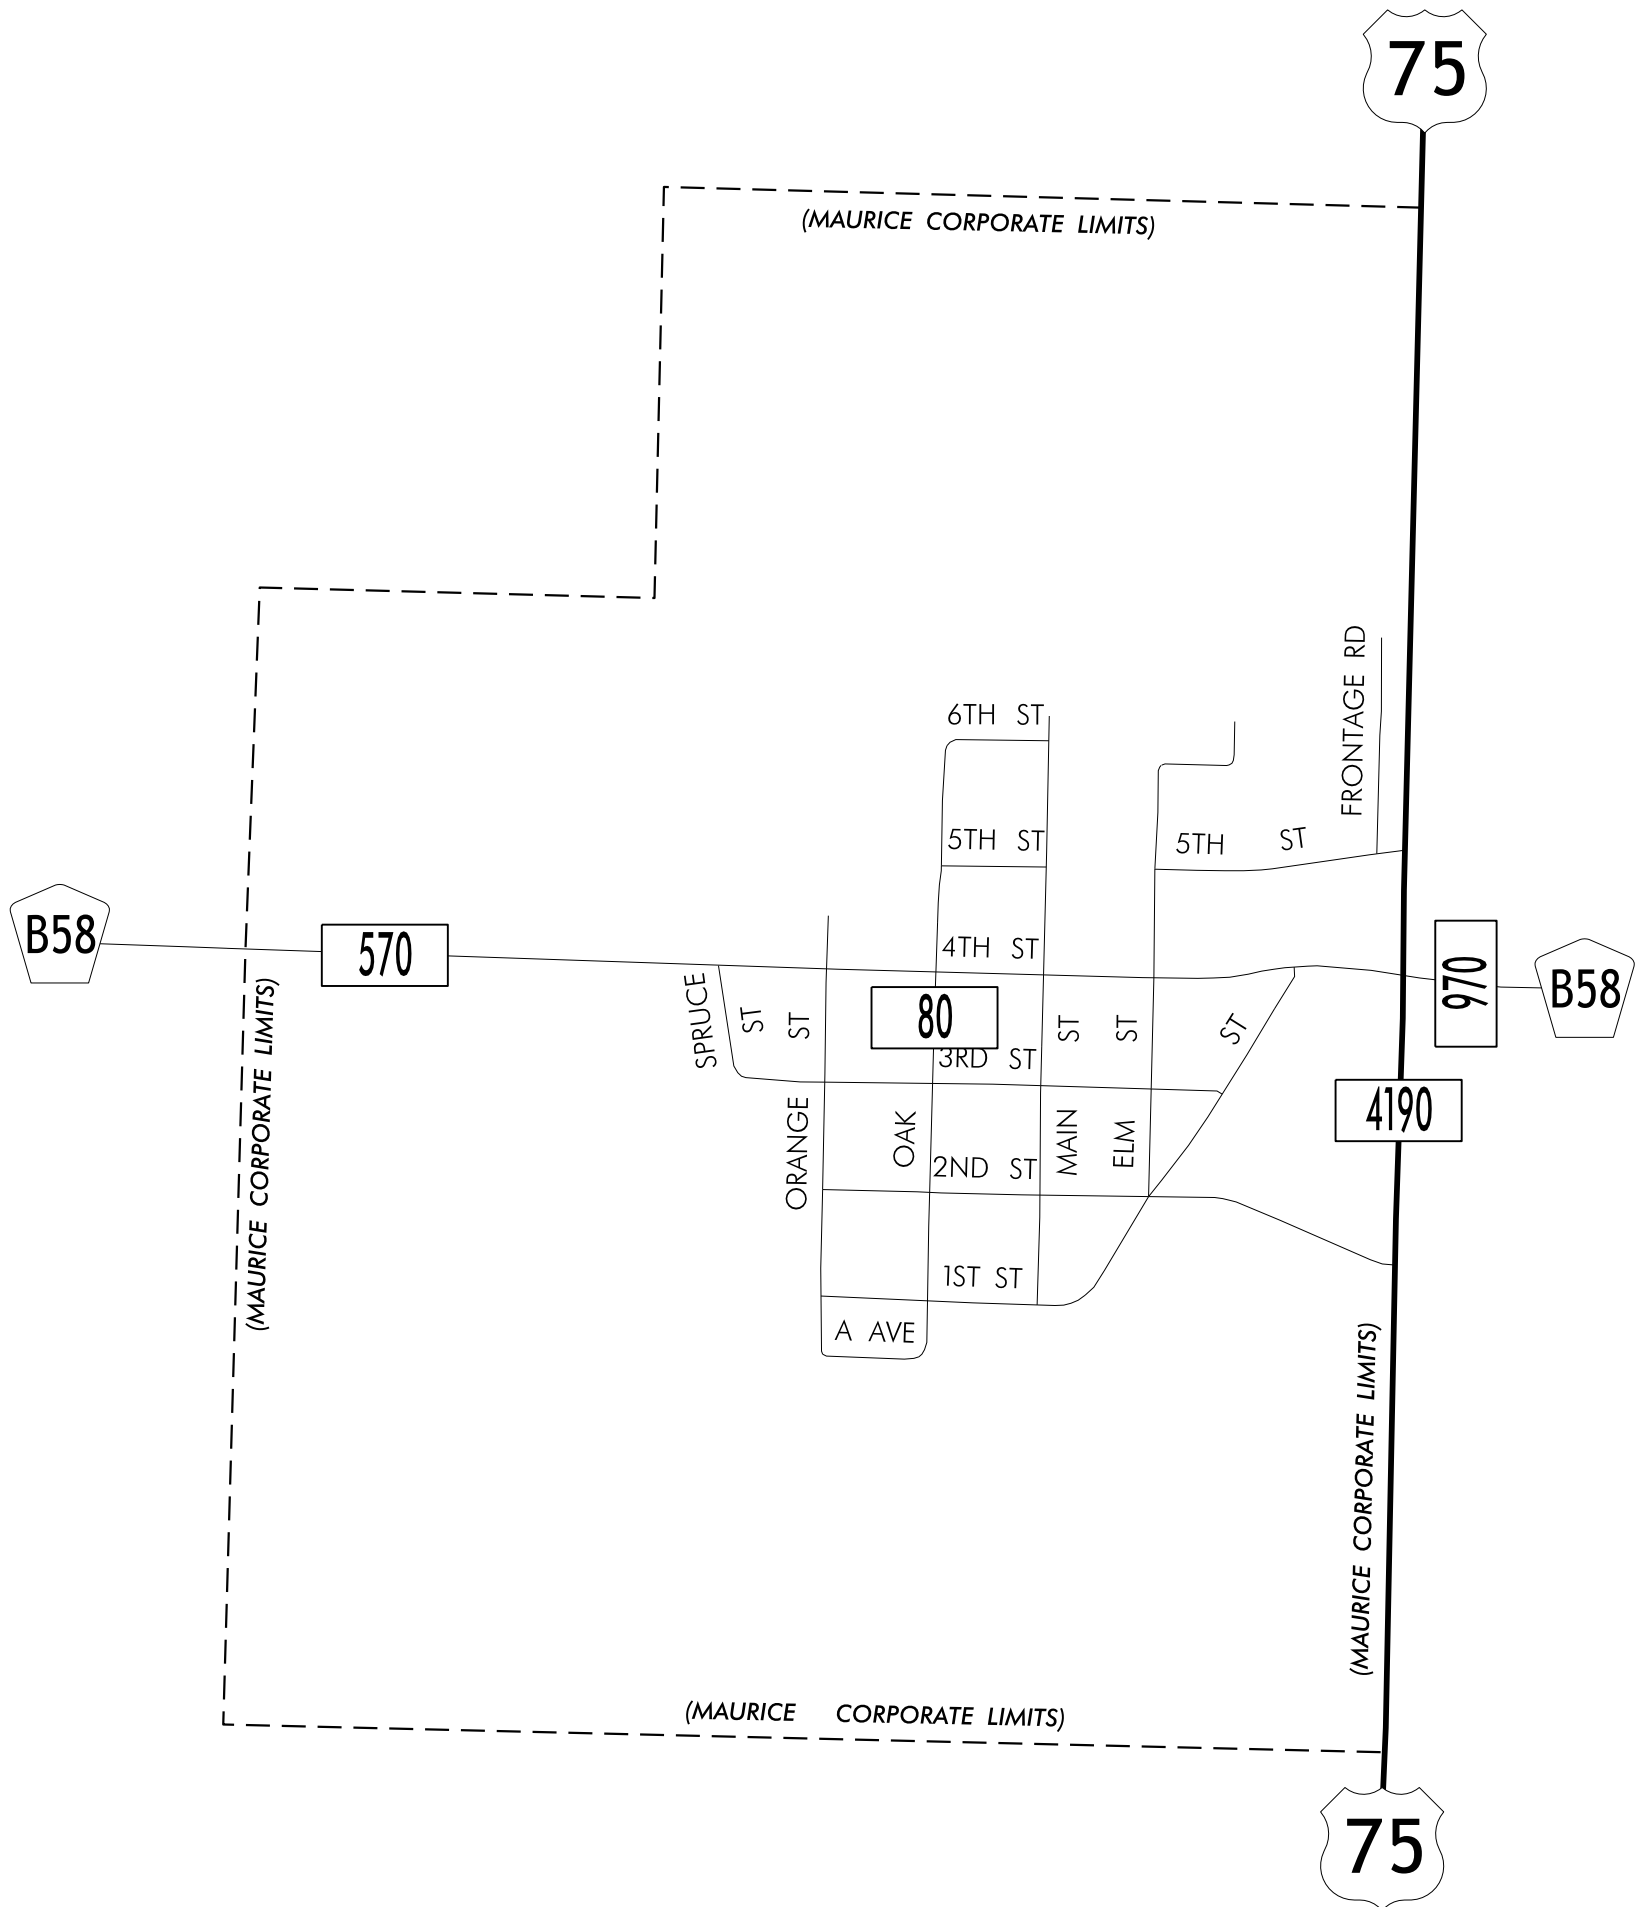 75
(MAURICE CORPORATE LIMITS)
FRONTAGE RD
6TH ST
5TH ST
5TH ST
B58
570
4TH ST
970
B58
(MAURICE CORPORATE LIMITS)
SPRUCE ST
ORANGE ST
80
OAK
3RD ST
MAIN ST
ELM ST
ST
4190
2ND ST
1ST ST
A AVE
(MAURICE CORPORATE LIMITS)
(MAURICE CORPORATE LIMITS)
75